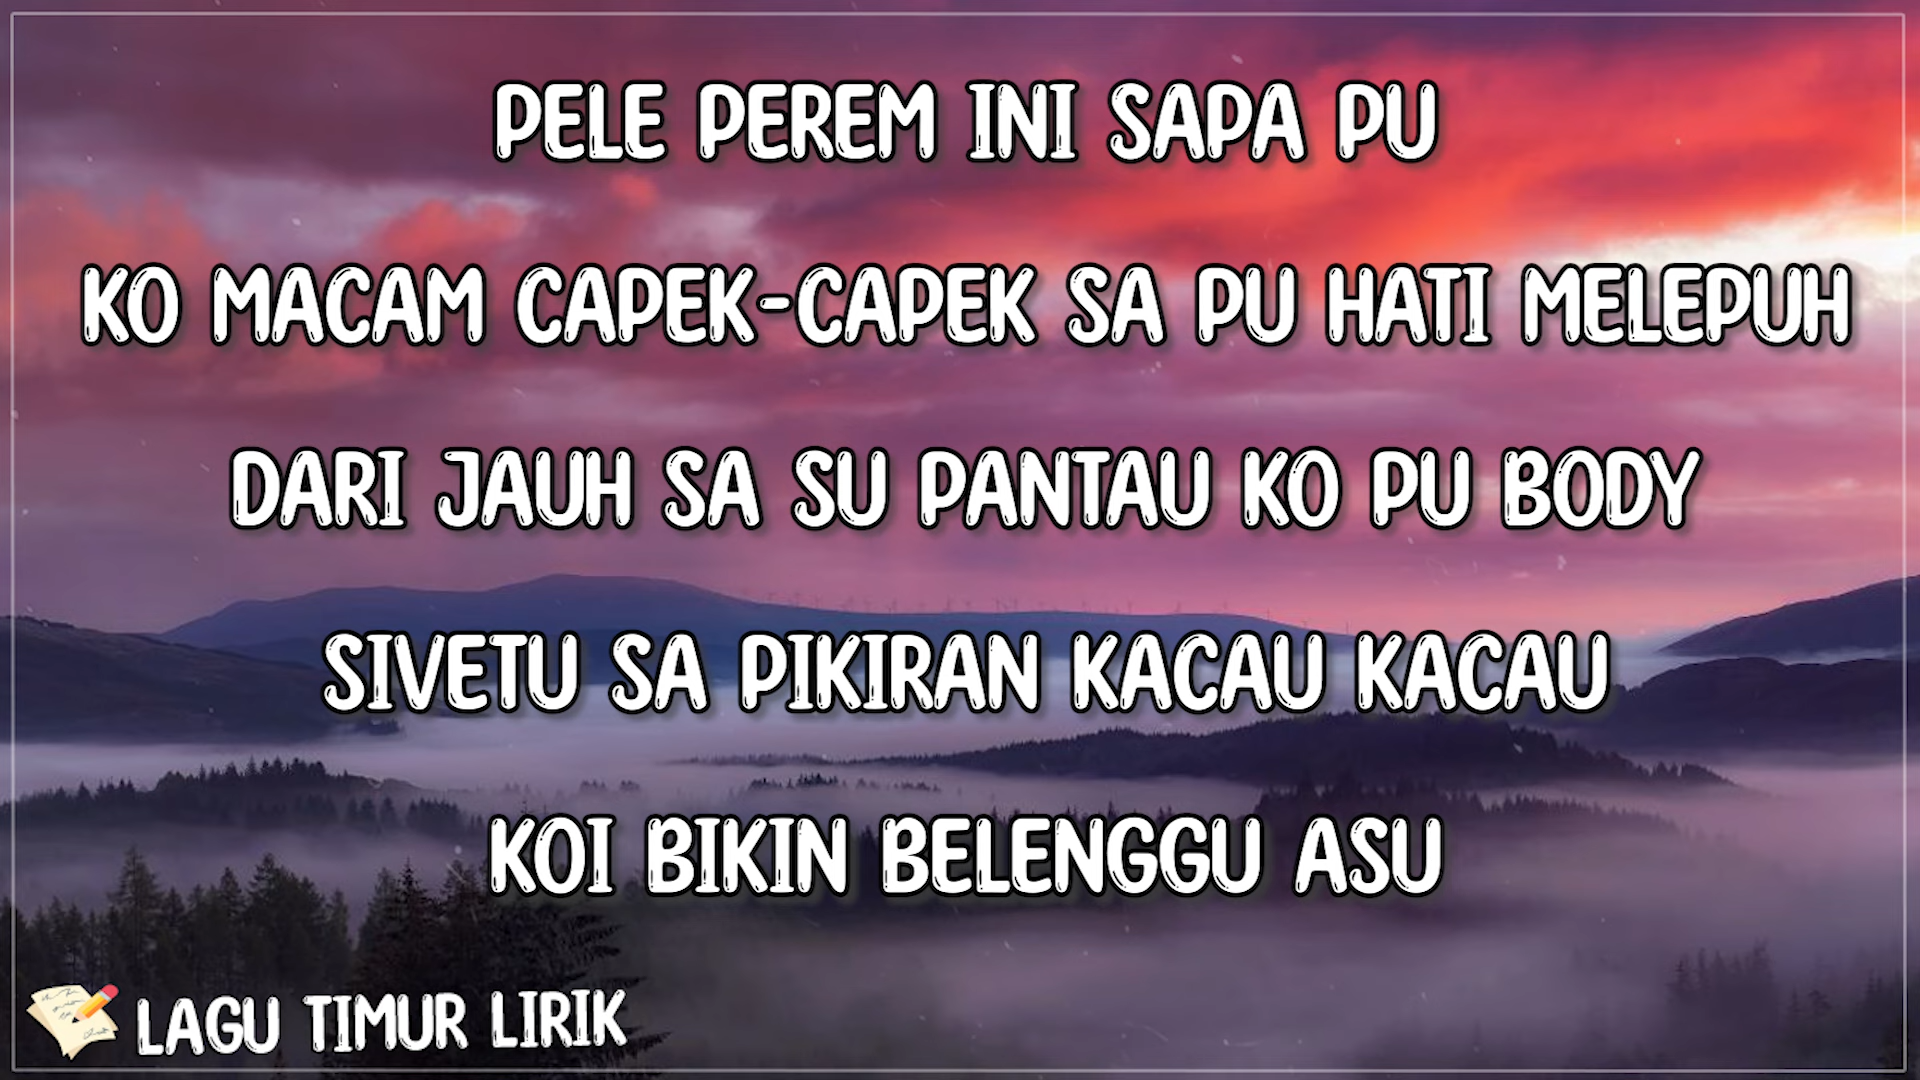 PELE PEREM INI SAPA PU
KO MACAM CAPEK-CAPEK SA PU HATI MELEPUH
DARI JAUH SA SU PANTAU KO PU BODY
SIVETU SA PIKIRAN KACAU KACAU
KOI BIKIN BELENGGU ASU
LAGU TIMUR LIRIK